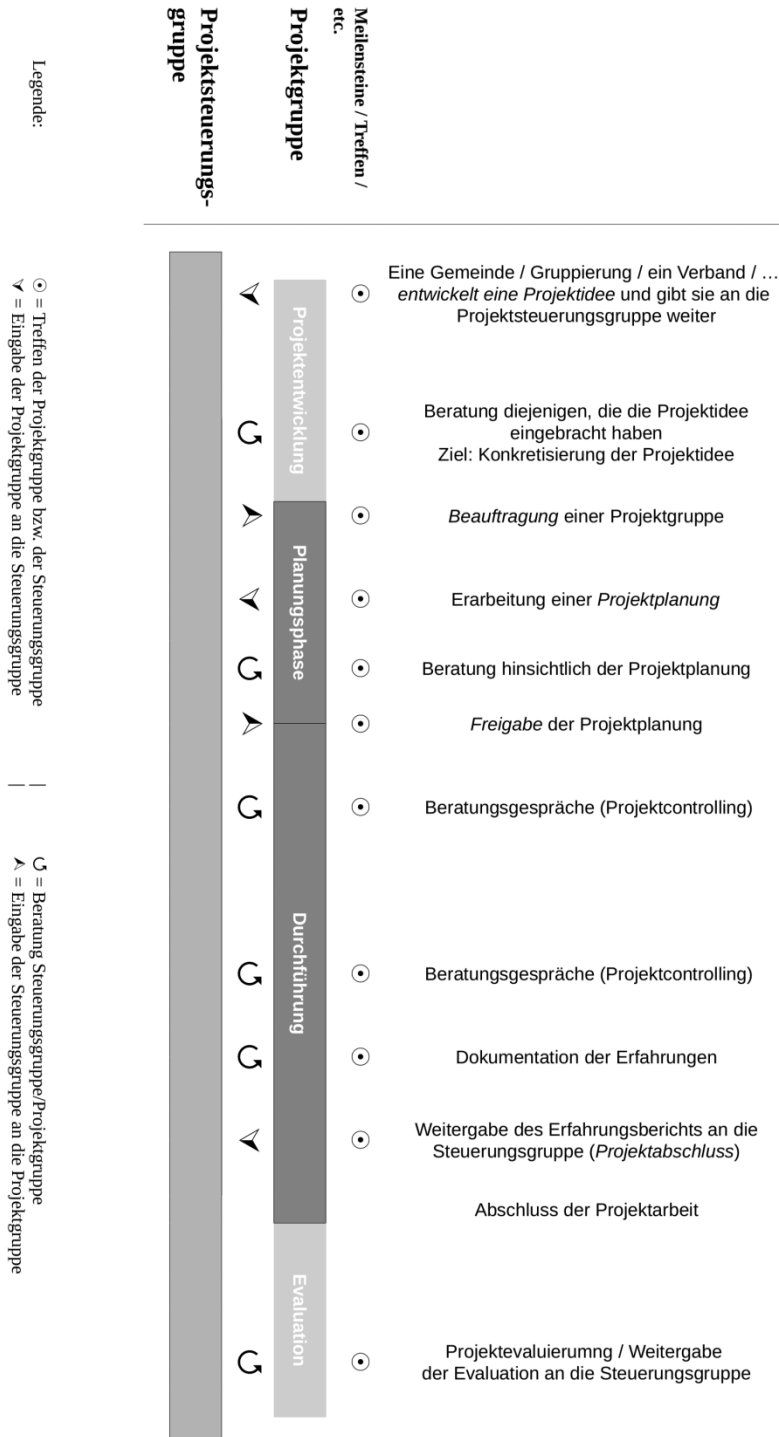 Meilensteine / Treffen /
etc.
Projektgruppe
Projektsteuerungs-
gruppe
Eine Gemeinde / Gruppierung / ein Verband / …
entwickelt eine Projektidee und gibt sie an die
Projektsteuerungsgruppe weiter
Beratung diejenigen, die die Projektidee
eingebracht haben
Ziel: Konkretisierung der Projektidee
Beauftragung einer Projektgruppe
Erarbeitung einer Projektplanung
Beratung hinsichtlich der Projektplanung
Freigabe der Projektplanung
Beratungsgespräche (Projektcontrolling)
Beratungsgespräche (Projektcontrolling)
Dokumentation der Erfahrungen
Weitergabe des Erfahrungsberichts an die
Steuerungsgruppe (Projektabschluss)
Abschluss der Projektarbeit
Projektevaluierumng / Weitergabe
der Evaluation an die Steuerungsgruppe
Projektentwicklung
Planungsphase
Durchführung
Evaluation
Legende:
☉ = Treffen der Projektgruppe bzw. der Steuerungsgruppe
⮟ = Eingabe der Projektgruppe an die Steuerungsgruppe
| ↺ = Beratung Steuerungsgruppe/Projektgruppe
| ⮝ = Eingabe der Steuerungsgruppe an die Projektgruppe